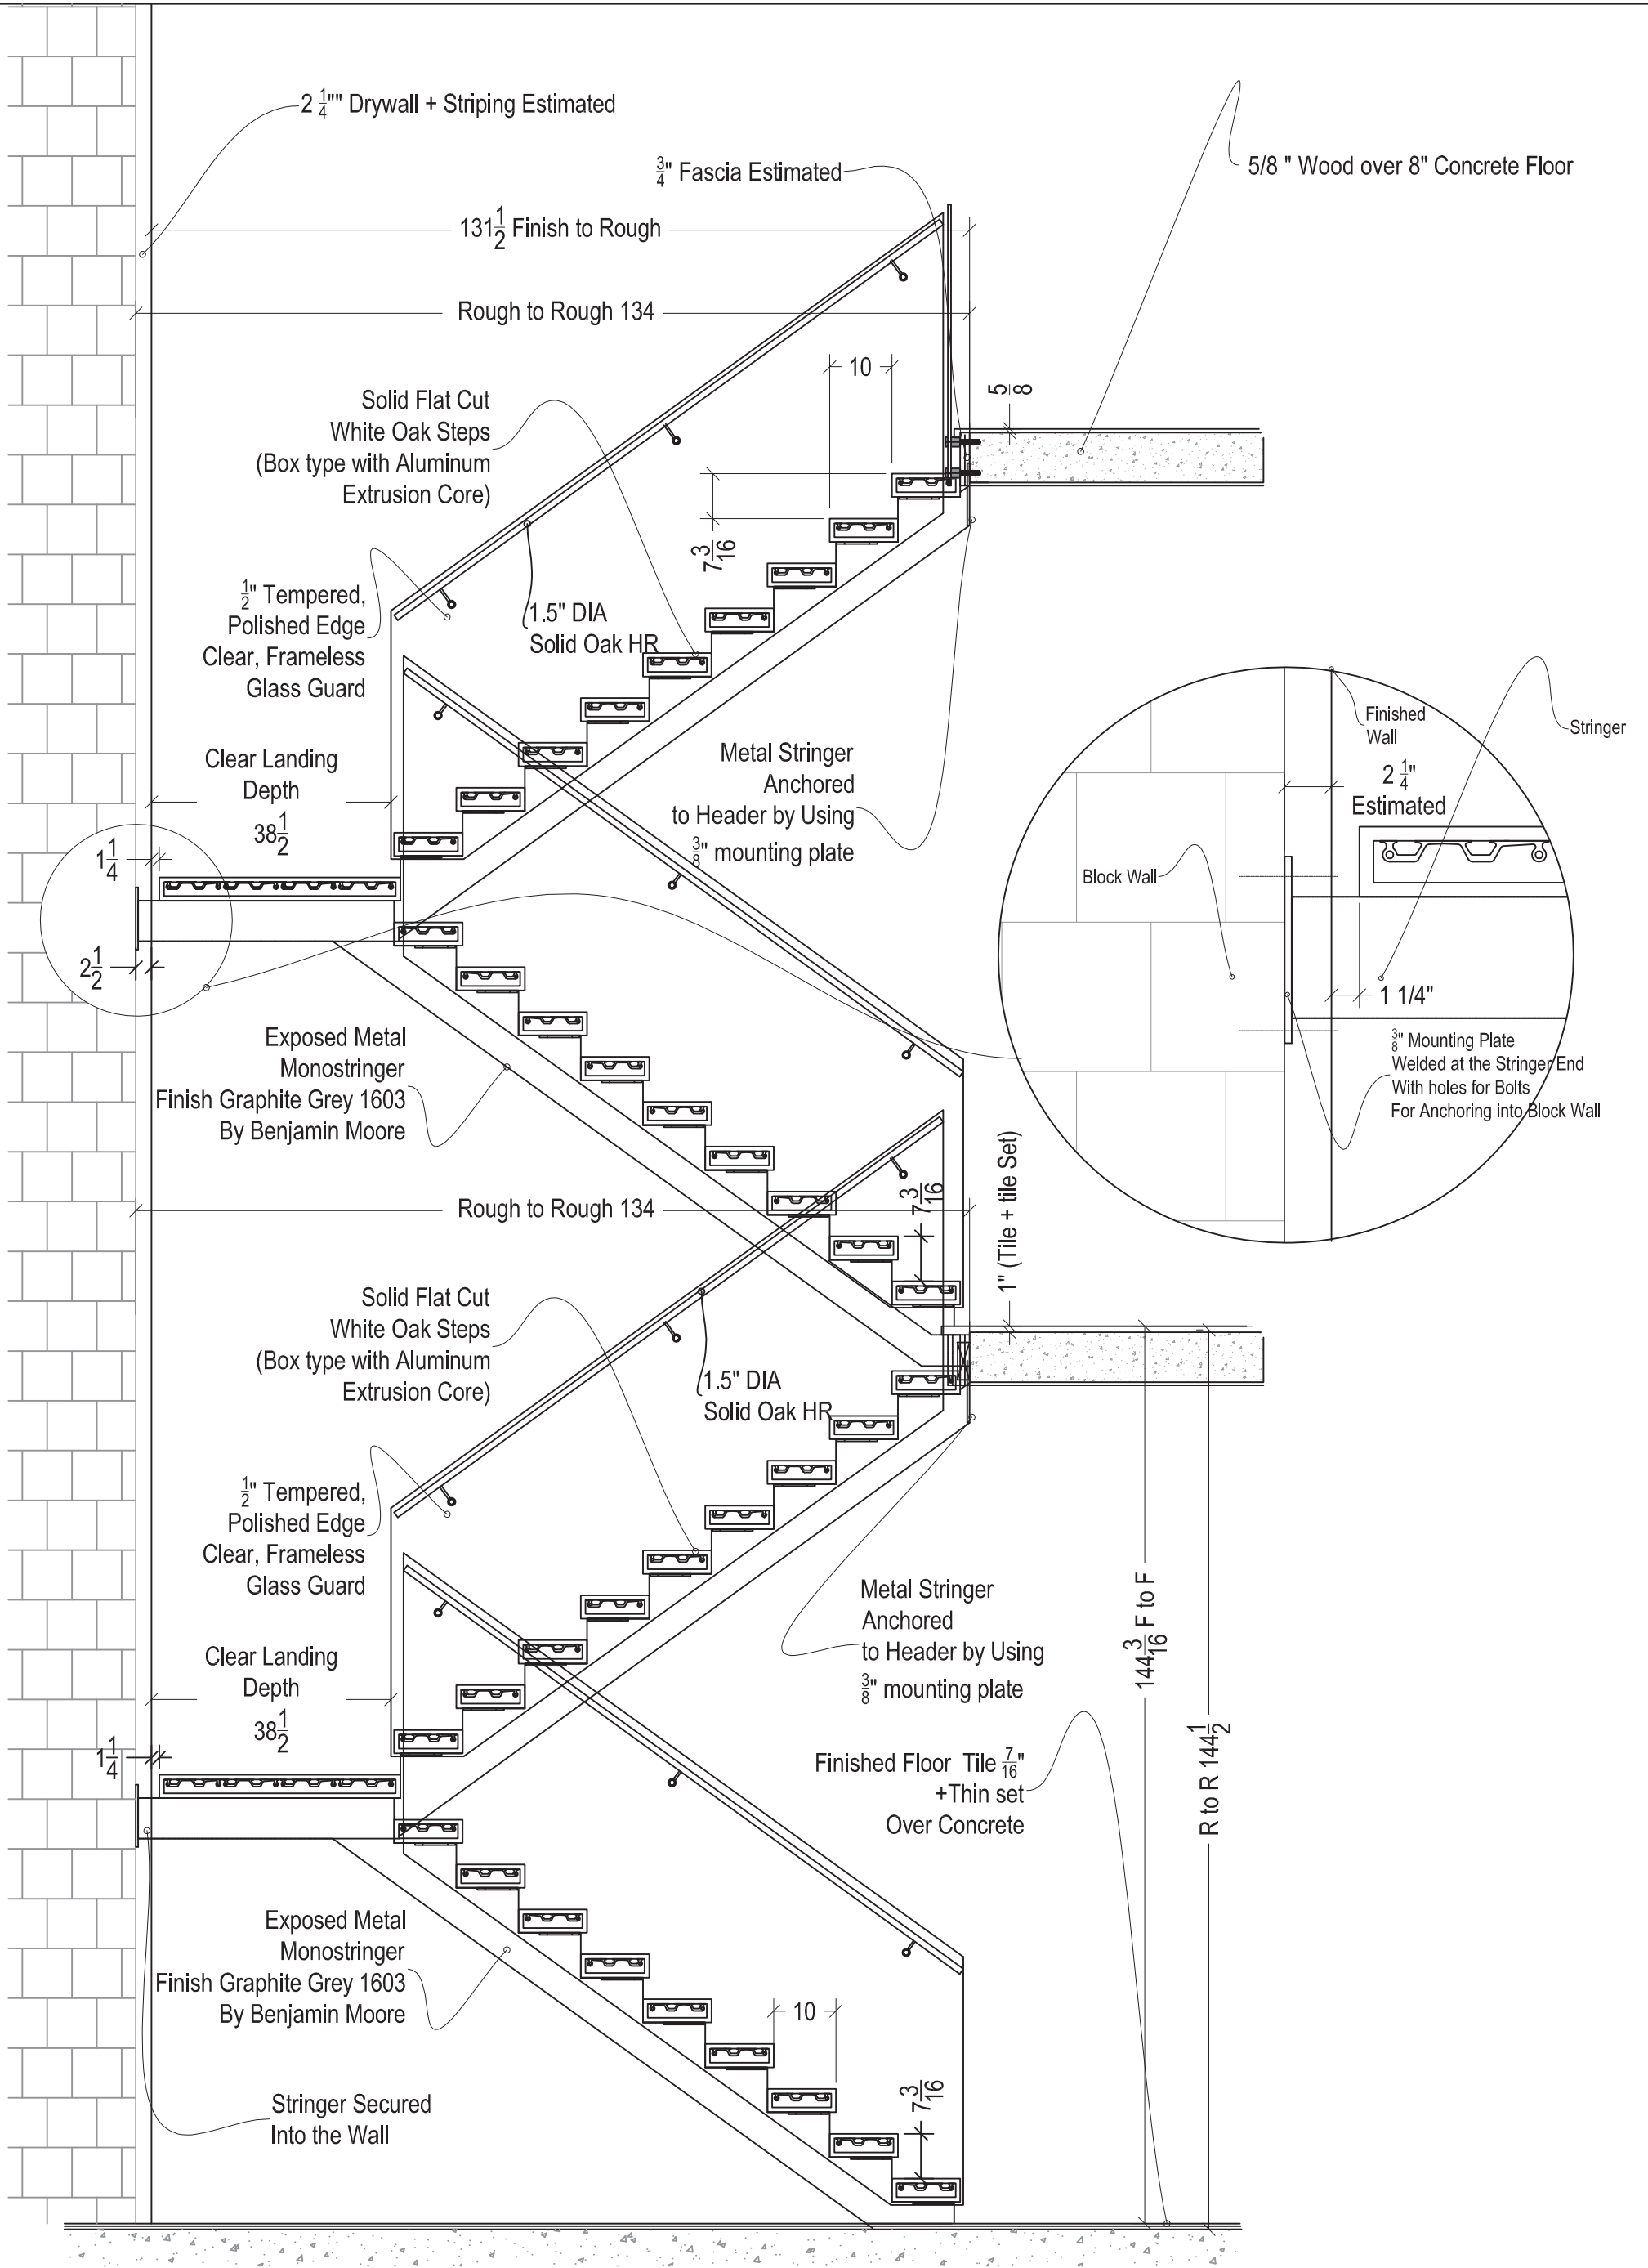 2 1/4"" Drywall + Striping Estimated
3/4" Fascia Estimated
5/8 " Wood over 8" Concrete Floor
131 1/2 Finish to Rough
Rough to Rough 134
10
5/8
Solid Flat Cut
White Oak Steps
(Box type with Aluminum
Extrusion Core)
7 3/16
1/2" Tempered,
Polished Edge
Clear, Frameless
Glass Guard
1.5" DIA
Solid Oak HR
Clear Landing
Depth
38 1/2
1 1/4
2 1/2
Metal Stringer
Anchored
to Header by Using
3/8" mounting plate
Finished
Wall
Stringer
2 1/4"
Estimated
Block Wall
1 1/4"
3/8" Mounting Plate
Welded at the Stringer End
With holes for Bolts
For Anchoring into Block Wall
Exposed Metal
Monostringer
Finish Graphite Grey 1603
By Benjamin Moore
Rough to Rough 134
7 3/16
1" (Tile + tile Set)
Solid Flat Cut
White Oak Steps
(Box type with Aluminum
Extrusion Core)
1.5" DIA
Solid Oak HR
1/2" Tempered,
Polished Edge
Clear, Frameless
Glass Guard
Clear Landing
Depth
38 1/2
1 1/4
Metal Stringer
Anchored
to Header by Using
3/8" mounting plate
144 3/16 F to F
R to R 144 1/2
Finished Floor Tile 7/16"
+Thin set
Over Concrete
Exposed Metal
Monostringer
Finish Graphite Grey 1603
By Benjamin Moore
10
7 3/16
Stringer Secured
Into the Wall